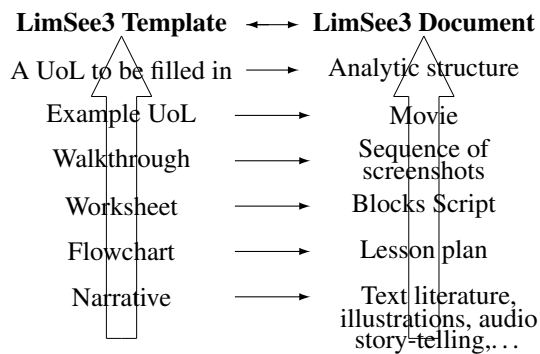 LimSee3 Template LimSee3 Document
A UoL to be filled in Analytic structure
Example UoL Movie
Walkthrough Sequence of
screenshots
Worksheet Blocks Script
Flowchart Lesson plan
Narrative Text literature,
illustrations, audio
story-telling,...